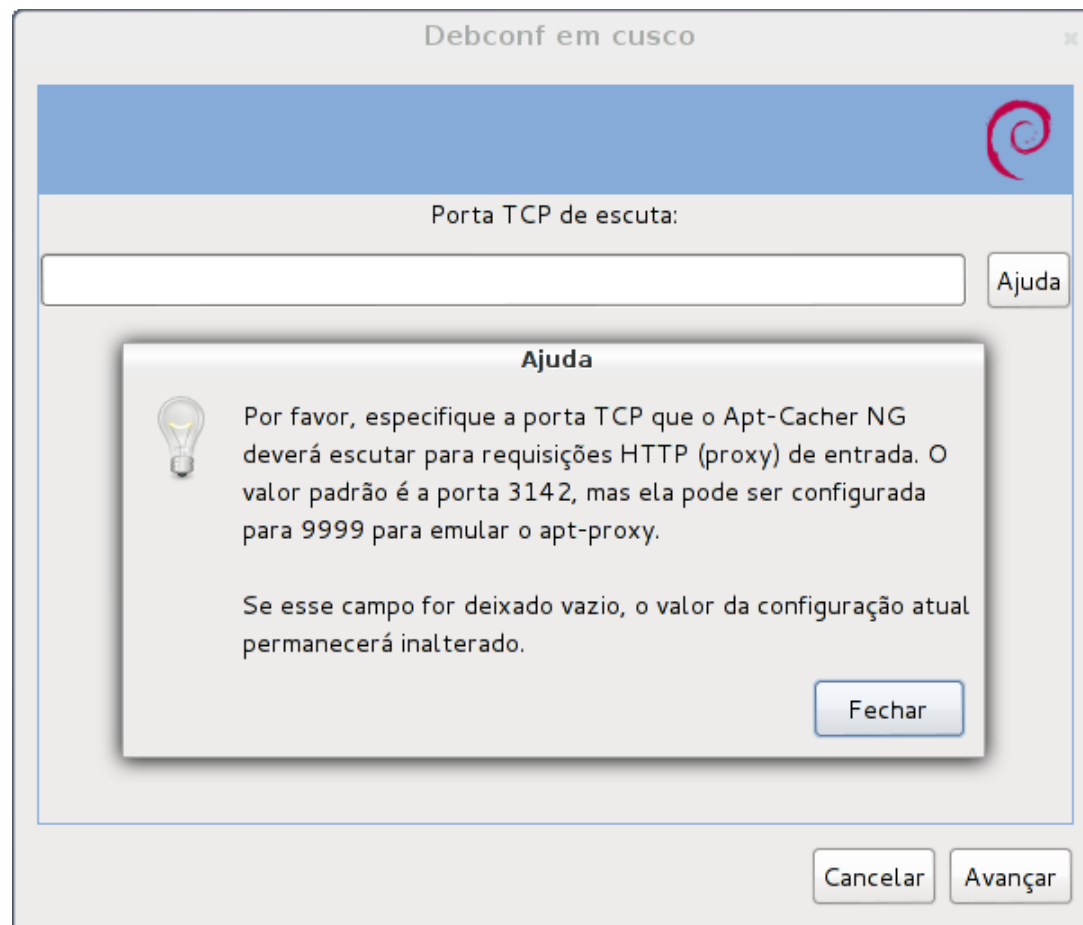 Debconf em cusco
Porta TCP de escuta:
Ajuda
Ajuda
Por favor, especifique a porta TCP que o Apt-Cacher NG
deverá escutar para requisições HTTP (proxy) de entrada. O
valor padrão é a porta 3142, mas ela pode ser configurada
para 9999 para emular o apt-proxy.
Se esse campo for deixado vazio, o valor da configuração atual
permanecerá inalterado.
Fechar
Cancelar
Avançar